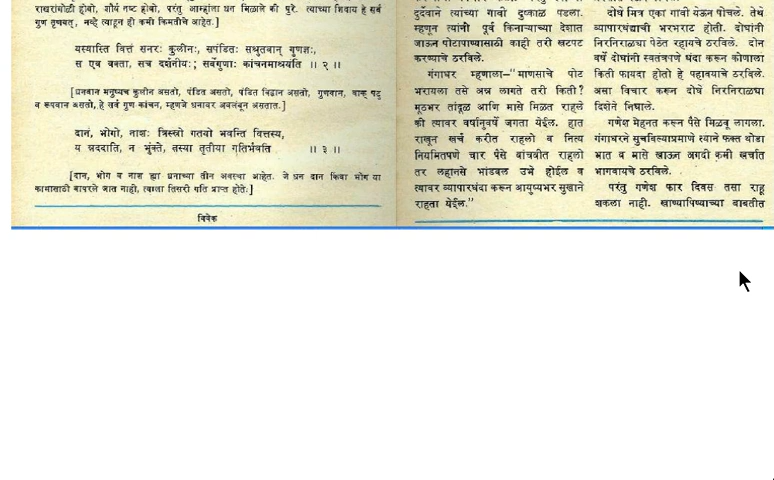 राखरांगोळी होवो, शौर्य नष्ट होवो, परंतु आम्हांला धन मिळाले की पुरे. त्याच्या शिवाय हे सर्व
गुण तृणवत्, नव्हे त्याहून ही कमी किमतीचे आहेत.]
यस्यास्ति वित्तं सनरः कुलीनः, सपंडितः सश्रुतवान् गुणज्ञः,
स एव वक्ता, सच दर्शनीयः; सर्वेगुणाः कांचनमाश्रयंति ।। २ ।।
[धनवान मनुष्यच कुलीन असतो, पंडित असतो, पंडित विद्वान असतो, गुणवान, वाक् पटु
व रूपवान असतो, हे सर्व गुण कांचन, म्हणजे धनावर अवलंबून असतात.]
दानं, भोगो, नाशः त्रिस्त्रो गतयो भवन्ति वित्तस्य,
य न्नददाति, न भुंक्ते, तस्या तृतीया गतिर्भवति ।। ३ ।।
[दान, भोग व नाश ह्या धनाच्या तीन अवस्था आहेत. जे धन दान किंवा भोग या
कामासाठी वापरले जात नाही, त्याला तिसरी गति प्राप्त होते.]
विवेक
दुर्दैवाने त्यांच्या गावी दुष्काळ पडला.
म्हणून त्यांनी पूर्व किनाऱ्याच्या देशात
जाऊन पोटापाण्यासाठी काही तरी खटपट
करण्याचे ठरविले.
गंगाधर म्हणाला–"माणसाचे पोट
भरायला तसे अन्न लागते तरी किती?
मूठभर तांदूळ आणि मासे मिळत राहले
की त्यावर वर्षानुवर्षे जगता येईल. हात
राखून खर्च करीत राहलो व नित्य
नियमितपणे चार पैसे वांचवीत राहलो
तर लहानसे भांडवल उभे होईल व
त्यावर व्यापारधंदा करून आयुष्यभर सुखाने
राहता येईल."
दोघे मित्र एका गावी येऊन पोचले. तेथे
व्यापारधंद्याची भरभराट होती. दोघांनी
निरनिराळ्या पेठेत रहायचे ठरविले. दोन
वर्षे दोघांनी स्वतंत्रपणे धंदा करून कोणाला
किती फायदा होतो हे पहावयाचे ठरविले.
असा विचार करून दोघे निरनिराळ्या
दिशेने निघाले.
गणेश मेहनत करून पैसे मिळवू लागला.
गंगाधरने सुचविल्याप्रमाणे त्याने फक्त थोडा
भात व मासे खाऊन अगदी कमी खर्चात
भागवायचे ठरविले.
परंतु गणेश फार दिवस तसा राहू
शकला नाही. खाण्यापिण्याच्या बाबतीत